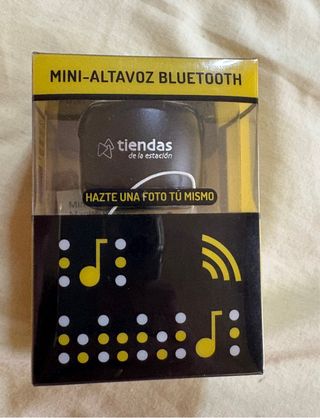 MINI-ALTAVOZ BLUETOOTH
tiendas
de la estación
HAZTE UNA FOTO TÚ MISMO